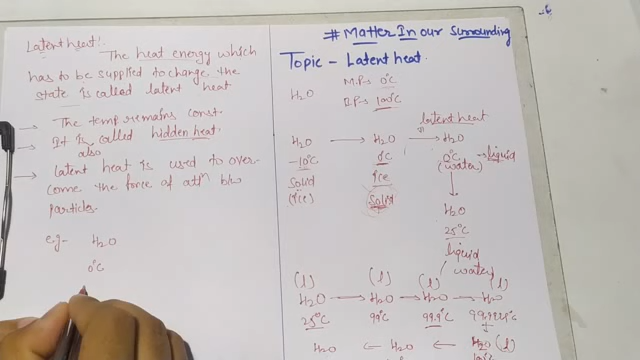 Latent heat:
The heat energy which
has to be supplied to change the
state is called latent heat
→ The temp remains const
→ It is called hidden heat.
also
→ Latent heat is used to over-
come the force of attⁿ b/w
particles.
e.g- H₂O
0°C
# Matter In our Surrounding
Topic - Latent heat.
H₂O M.P→ 0°C
B.P→ 100°C
latent heat
H₂O → H₂O → H₂O
-10°C 0°C 0°C → liquid
(water)
Solid Ice
(Ice) Solid
H₂O
25°C
liquid
water
(l) (l) (l) (l)
H₂O → H₂O → H₂O → H₂O
25°C 99°C 99.9°C
H₂O ← H₂O ← H₂O (l)